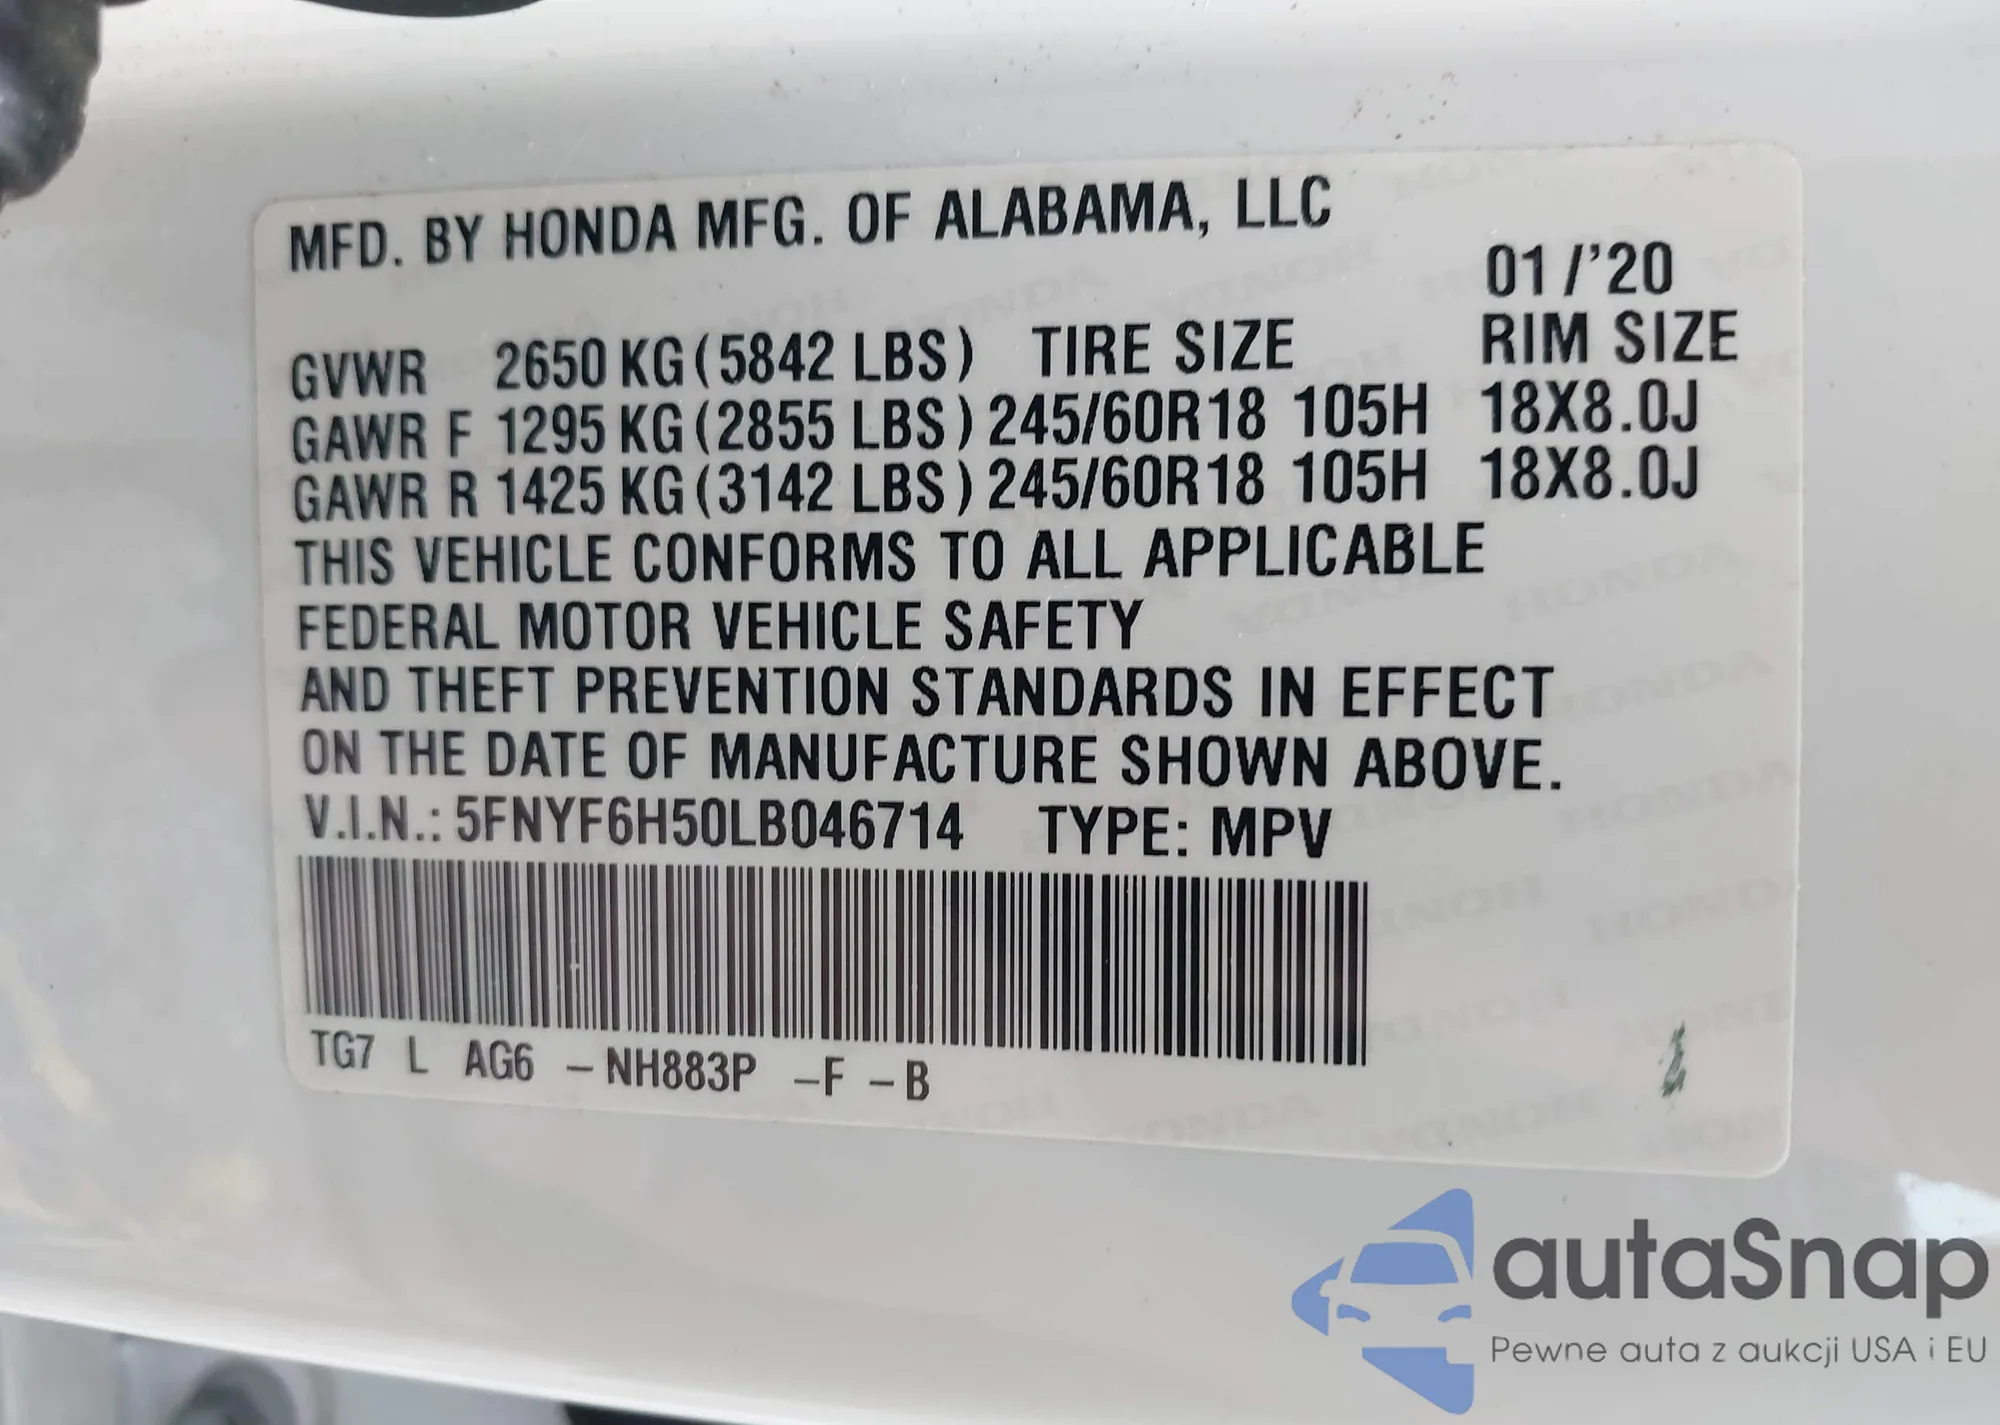 MFD. BY HONDA MFG. OF ALABAMA, LLC
01/'20
GVWR 2650 KG (5842 LBS) TIRE SIZE RIM SIZE
GAWR F 1295 KG (2855 LBS) 245/60R18 105H 18X8.0J
GAWR R 1425 KG (3142 LBS) 245/60R18 105H 18X8.0J
THIS VEHICLE CONFORMS TO ALL APPLICABLE
FEDERAL MOTOR VEHICLE SAFETY
AND THEFT PREVENTION STANDARDS IN EFFECT
ON THE DATE OF MANUFACTURE SHOWN ABOVE.
V.I.N.: 5FNYF6H50LB046714 TYPE: MPV
TG7 L AG6 –NH883P –F –B
autaSnap
Pewne auta z aukcji USA i EU